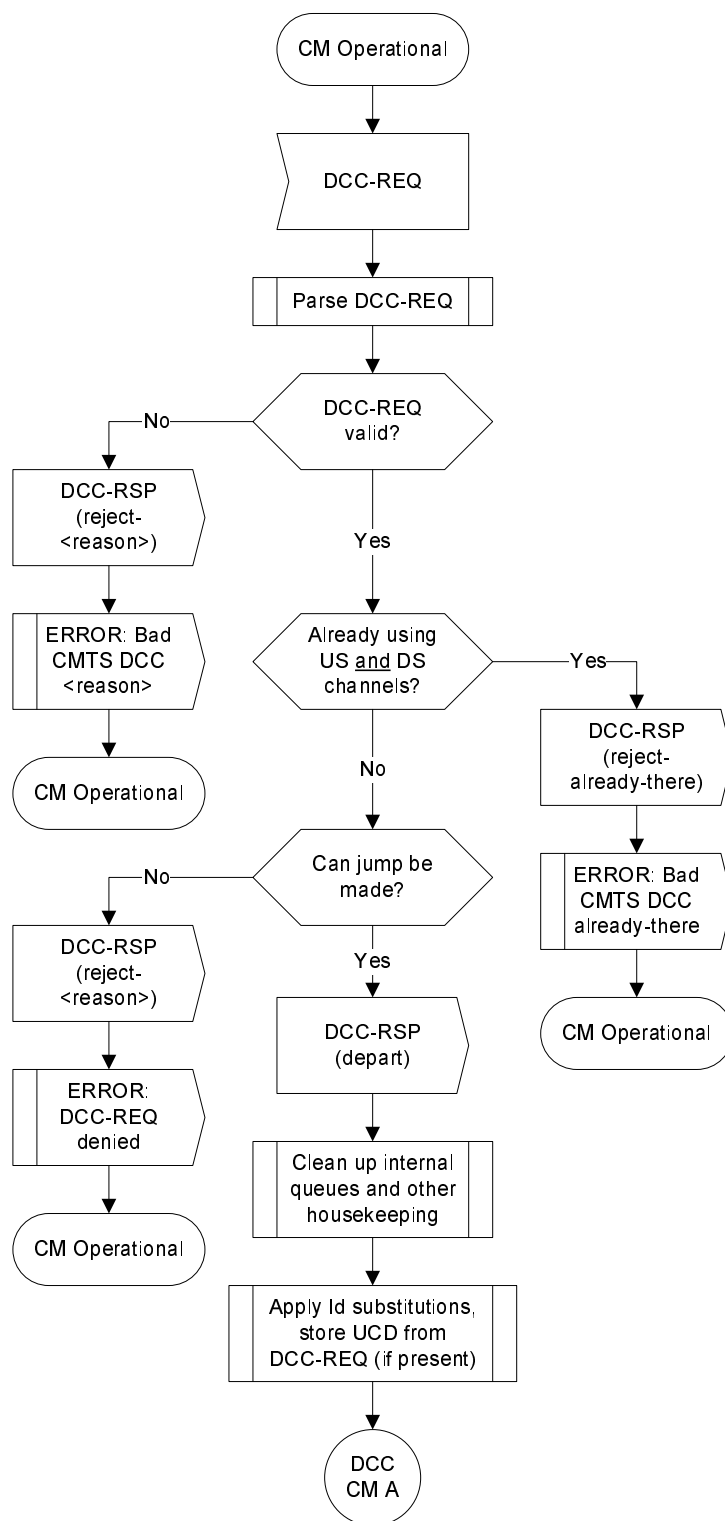 CM Operational
DCC-REQ
Parse DCC-REQ
DCC-REQ
valid?
No
DCC-RSP
(reject-
<reason>)
Yes
ERROR: Bad
CMTS DCC
<reason>
Already using
US and DS
channels?
Yes
DCC-RSP
(reject-
already-there)
CM Operational
No
Can jump be
made?
No
ERROR: Bad
CMTS DCC
already-there
DCC-RSP
(reject-
<reason>)
Yes
DCC-RSP
(depart)
CM Operational
ERROR:
DCC-REQ
denied
Clean up internal
queues and other
housekeeping
CM Operational
Apply Id substitutions,
store UCD from
DCC-REQ (if present)
DCC
CM A